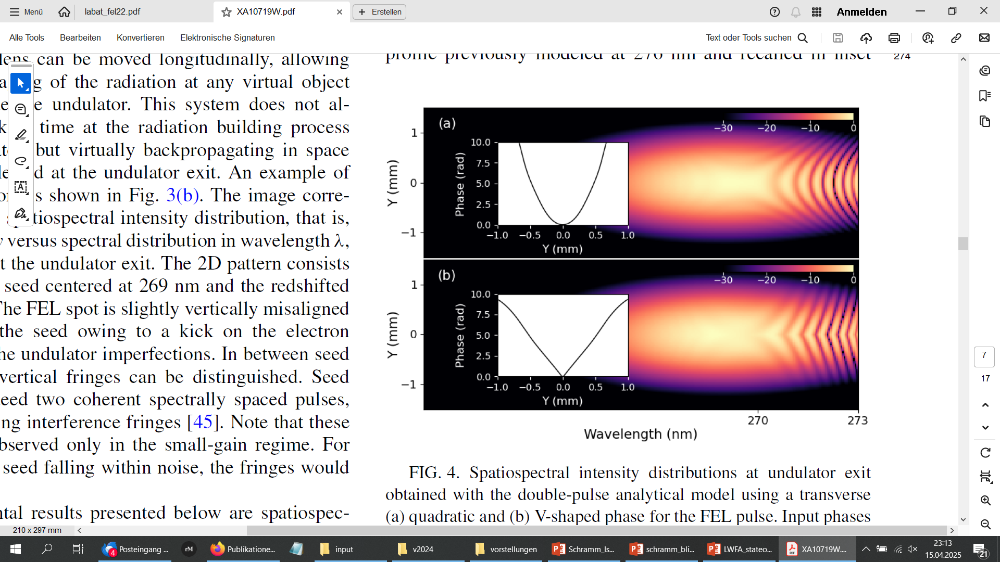 Menü
labat_fel22.pdf
XA10719W.pdf
Erstellen
Anmelden
Alle Tools
Bearbeiten
Konvertieren
Elektronische Signaturen
Text oder Tools suchen
lens can be moved longitudinally, allowing
g of the radiation at any virtual object
e undulator. This system does not al-
time at the radiation building process
but virtually backpropagating in space
d at the undulator exit. An example of
s shown in Fig. 3(b). The image corre-
tiospectral intensity distribution, that is,
versus spectral distribution in wavelength λ,
t the undulator exit. The 2D pattern consists
seed centered at 269 nm and the redshifted
The FEL spot is slightly vertically misaligned
the seed owing to a kick on the electron
he undulator imperfections. In between seed
vertical fringes can be distinguished. Seed
eed two coherent spectrally spaced pulses,
ng interference fringes [45]. Note that these
bserved only in the small-gain regime. For
seed falling within noise, the fringes would
ntal results presented below are spatiospec-
profile previously modeled at 270 nm and recalled in inset
274
(a)
−30 −20 −10 0
1
0
−1
Y (mm)
10.0
7.5
5.0
2.5
0.0
Phase (rad)
−1.0 −0.5 0.0 0.5 1.0
Y (mm)
(b)
−30 −20 −10 0
1
0
−1
Y (mm)
10.0
7.5
5.0
2.5
0.0
Phase (rad)
−1.0 −0.5 0.0 0.5 1.0
Y (mm)
270 273
Wavelength (nm)
FIG. 4. Spatiospectral intensity distributions at undulator exit
obtained with the double-pulse analytical model using a transverse
(a) quadratic and (b) V-shaped phase for the FEL pulse. Input phases
7
17
210 x 297 mm
4
Posteingang ...
rM
Publikatione...
input
v2024
vorstellungen
Schramm_Is...
schramm_bli...
LWFA_stateo...
XA10719W....
23:13
15.04.2025
21